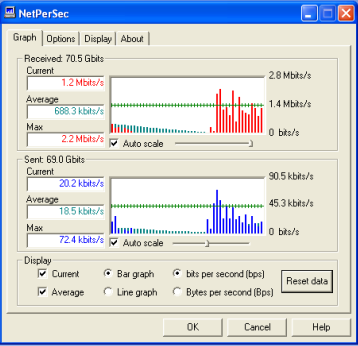 NetPerSec
Graph Options Display About
Received: 70.5 Gbits
Current
1.2 Mbits/s
Average
688.3 kbits/s
Max
2.2 Mbits/s
2.8 Mbits/s
1.4 Mbits/s
0 bits/s
Auto scale
Sent: 69.0 Gbits
Current
20.2 kbits/s
Average
18.5 kbits/s
Max
72.4 kbits/s
90.5 kbits/s
45.3 kbits/s
0 bits/s
Auto scale
Display
Current Bar graph bits per second (bps)
Average Line graph Bytes per second (Bps)
Reset data
OK Cancel Help